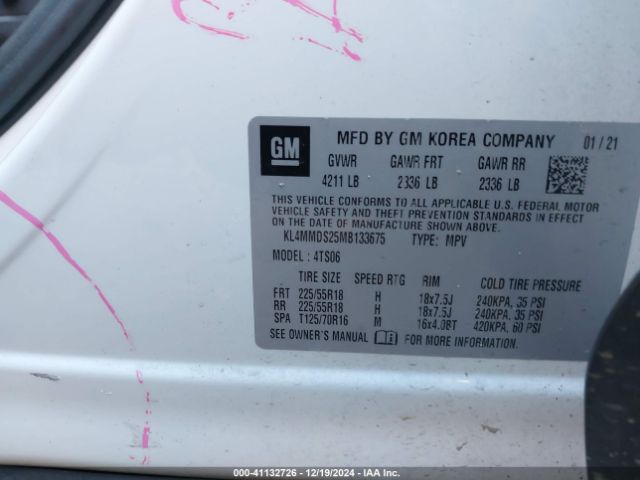 GM
MFD BY GM KOREA COMPANY 01/21
GVWR GAWR FRT GAWR RR
4211 LB 2336 LB 2336 LB
THIS VEHICLE CONFORMS TO ALL APPLICABLE U.S. FEDERAL MOTOR
VEHICLE SAFETY AND THEFT PREVENTION STANDARDS IN EFFECT
ON THE DATE OF MANUFACTURE SHOWN ABOVE.
KL4MMDS25MB133675 TYPE: MPV
MODEL: 4TS06
TIRE SIZE SPEED RTG RIM COLD TIRE PRESSURE
FRT 225/55R18 H 18x7.5J 240KPA, 35 PSI
RR 225/55R18 H 18x7.5J 240KPA, 35 PSI
SPA T125/70R16 M 16x4.0BT 420KPA, 60 PSI
SEE OWNER'S MANUAL FOR MORE INFORMATION.
000-41132726 - 12/19/2024 - IAA Inc.